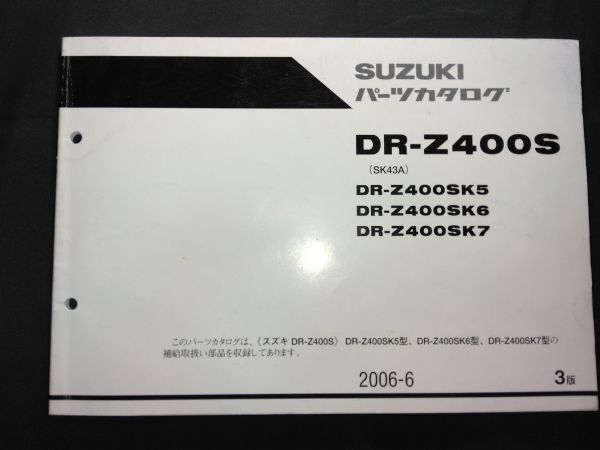 SUZUKI
パーツカタログ
DR-Z400S
(SK43A)
DR-Z400SK5
DR-Z400SK6
DR-Z400SK7
このパーツカタログは、《スズキ DR-Z400S》 DR-Z400SK5型、DR-Z400SK6型、DR-Z400SK7型の
補給取扱い部品を収録してあります。
2006-6
3版